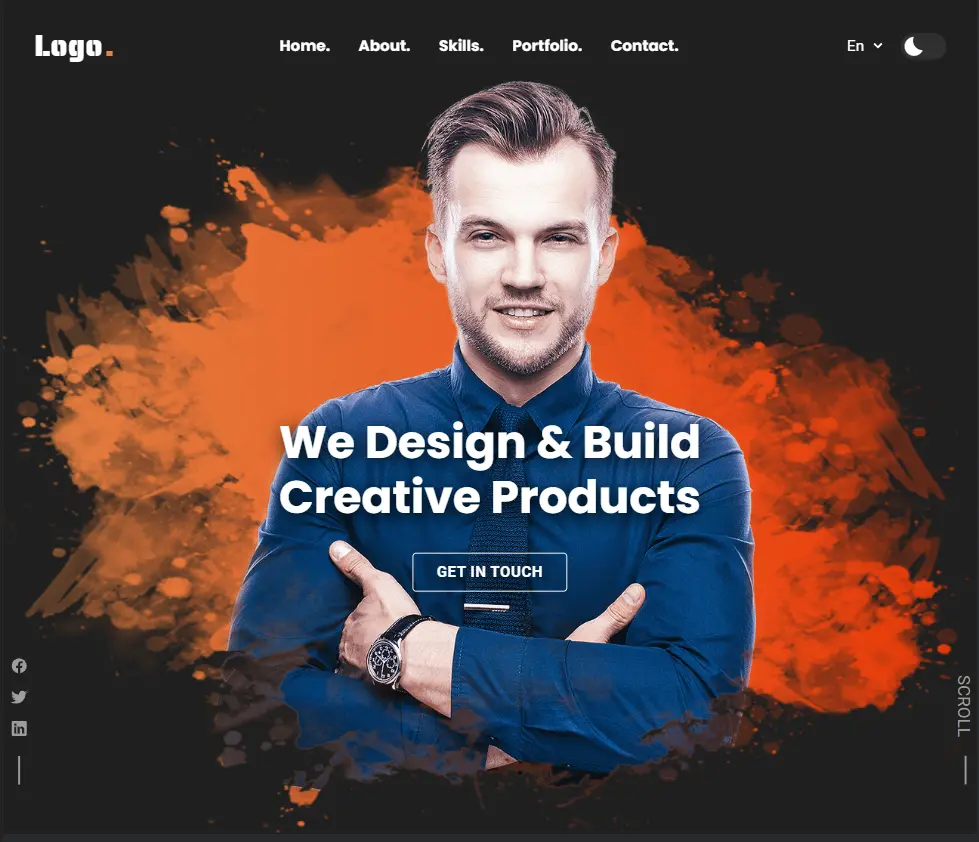 Logo.
Home. About. Skills. Portfolio. Contact.
En
We Design & Build
Creative Products
GET IN TOUCH
SCROLL